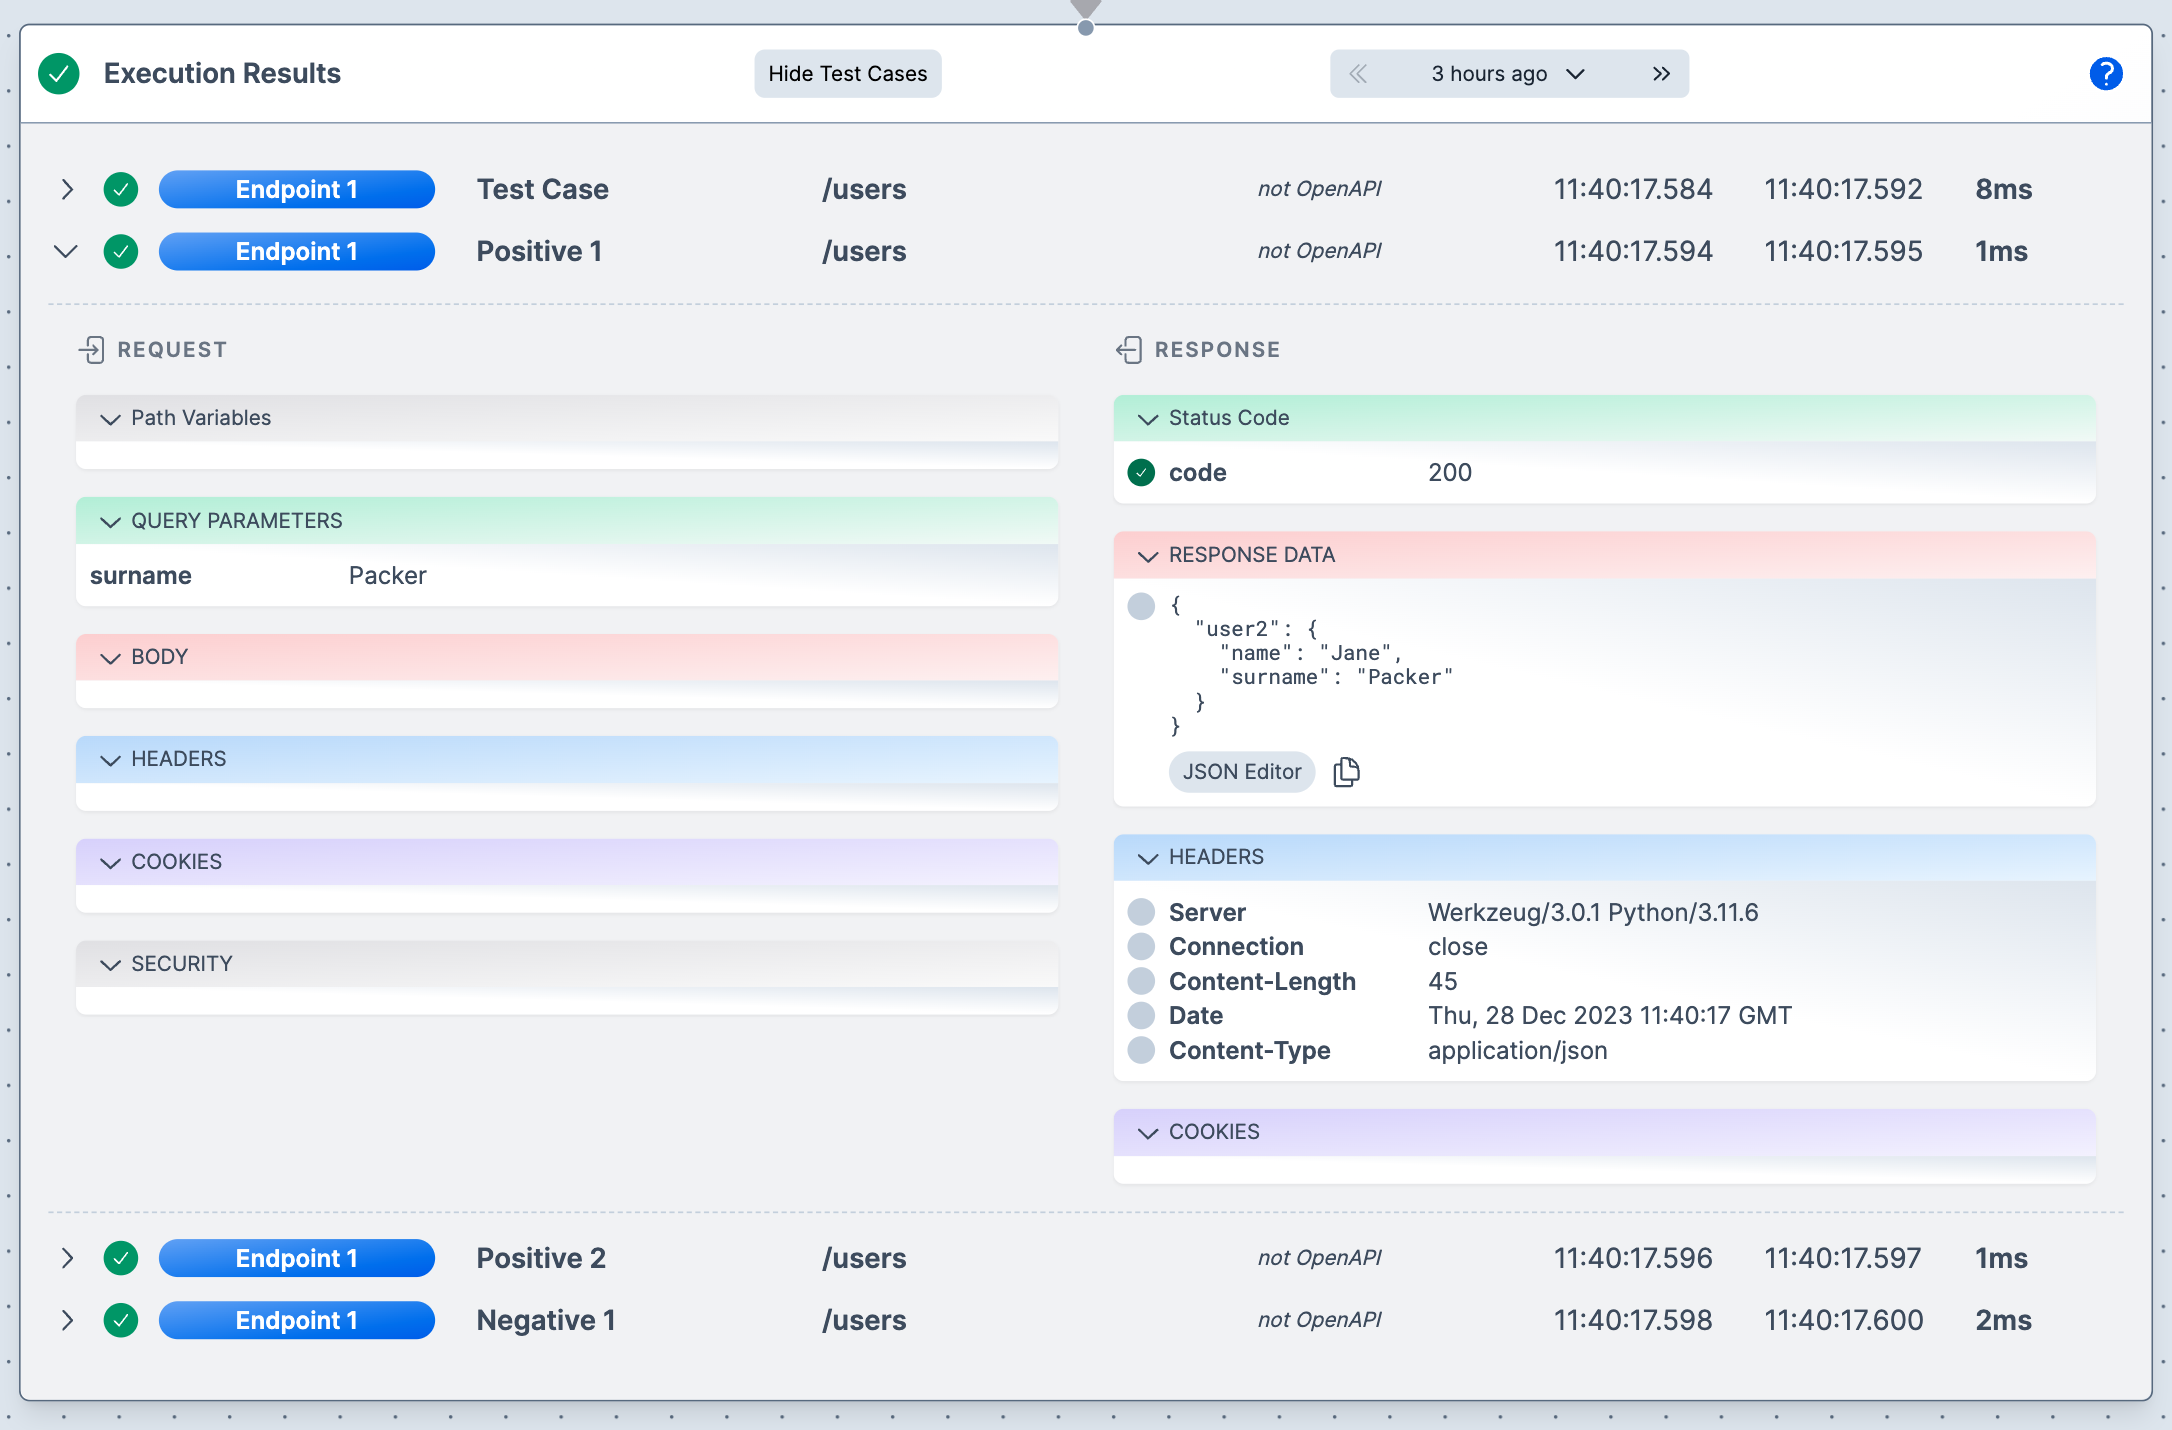 Execution Results Hide Test Cases 3 hours ago ?
Endpoint 1 Test Case /users not OpenAPI 11:40:17.584 11:40:17.592 8ms
Endpoint 1 Positive 1 /users not OpenAPI 11:40:17.594 11:40:17.595 1ms
REQUEST
Path Variables
QUERY PARAMETERS
surname Packer
BODY
HEADERS
COOKIES
SECURITY
RESPONSE
Status Code
code 200
RESPONSE DATA
{
"user2": {
"name": "Jane",
"surname": "Packer"
}
}
JSON Editor
HEADERS
Server Werkzeug/3.0.1 Python/3.11.6
Connection close
Content-Length 45
Date Thu, 28 Dec 2023 11:40:17 GMT
Content-Type application/json
COOKIES
Endpoint 1 Positive 2 /users not OpenAPI 11:40:17.596 11:40:17.597 1ms
Endpoint 1 Negative 1 /users not OpenAPI 11:40:17.598 11:40:17.600 2ms